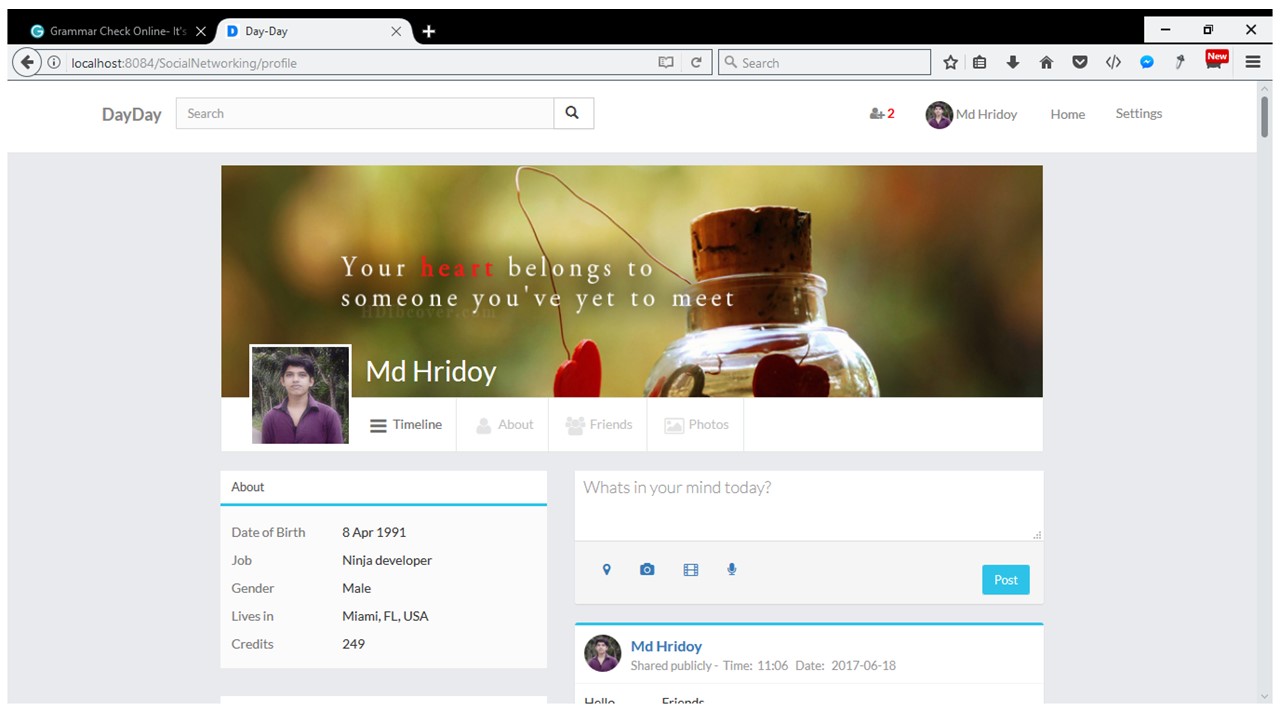 Grammar Check Online- It's
Day-Day
localhost:8084/SocialNetworking/profile
Search
New
DayDay
Search
2
Md Hridoy
Home
Settings
Your heart belongs to
someone you've yet to meet
HDIscover.com
Md Hridoy
Timeline
About
Friends
Photos
About
Date of Birth 8 Apr 1991
Job Ninja developer
Gender Male
Lives in Miami, FL, USA
Credits 249
Whats in your mind today?
Post
Md Hridoy
Shared publicly - Time: 11:06 Date: 2017-06-18
Hello Friends